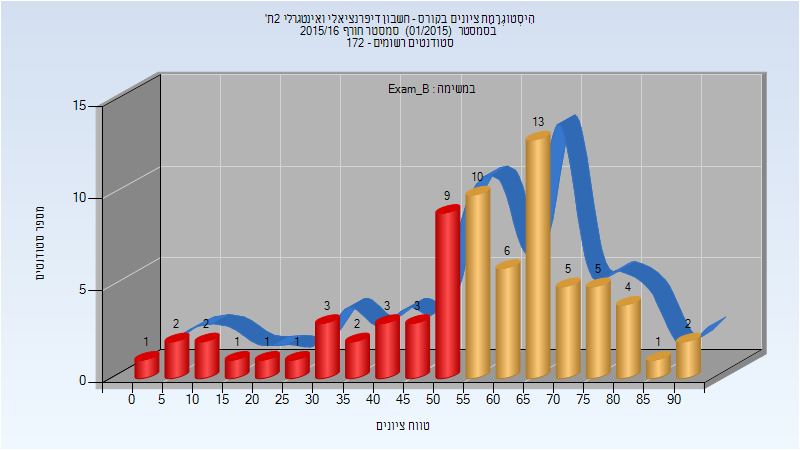 היסטוגרמת ציונים בקורס - חשבון דיפרנציאלי ואינטגרלי 2ת'
בסמסטר (01/2015) סמסטר חורף 2015/16
סטודנטים רשומים - 172
במשימה : Exam_B
15
10
5
0
מספר סטודנטים
1 2 2 1 1 1 3 2 3 3 9 10 6 13 5 5 4 1 2
0 5 10 15 20 25 30 35 40 45 50 55 60 65 70 75 80 85 90
טווח ציונים